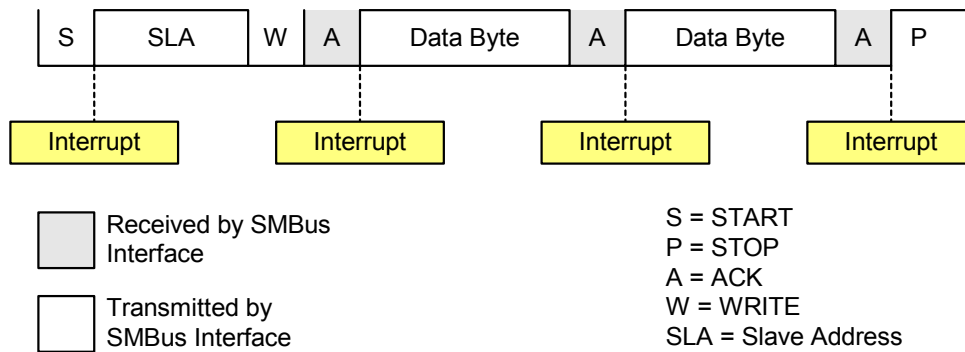 S SLA W A Data Byte A Data Byte A P
Interrupt Interrupt Interrupt Interrupt
Received by SMBus
Interface
Transmitted by
SMBus Interface
S = START
P = STOP
A = ACK
W = WRITE
SLA = Slave Address